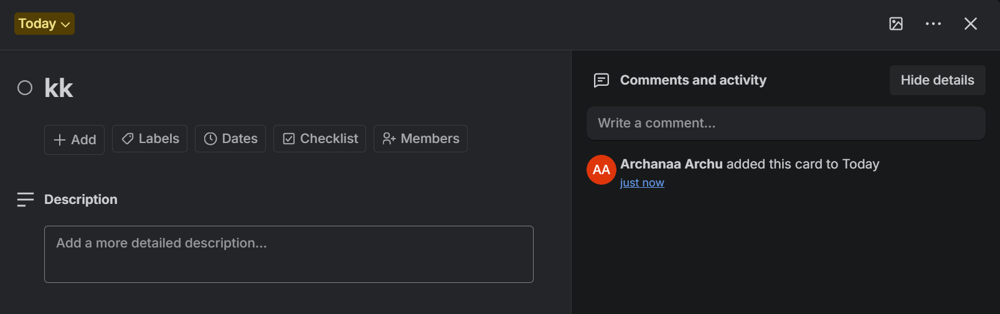 Today
kk
Add
Labels
Dates
Checklist
Members
Description
Add a more detailed description...
Comments and activity
Hide details
Write a comment...
AA
Archanaa Archu added this card to Today
just now